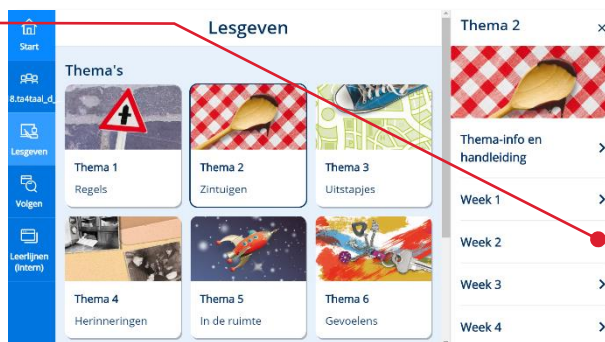 Start
8.ta4taal_d_
Lesgeven
Volgen
Leerlijnen
(intern)
Lesgeven
Thema's
Thema 1
Regels
Thema 2
Zintuigen
Thema 3
Uitstapjes
Thema 4
Herinneringen
Thema 5
In de ruimte
Thema 6
Gevoelens
Thema 2
Thema-info en
handleiding
Week 1
Week 2
Week 3
Week 4